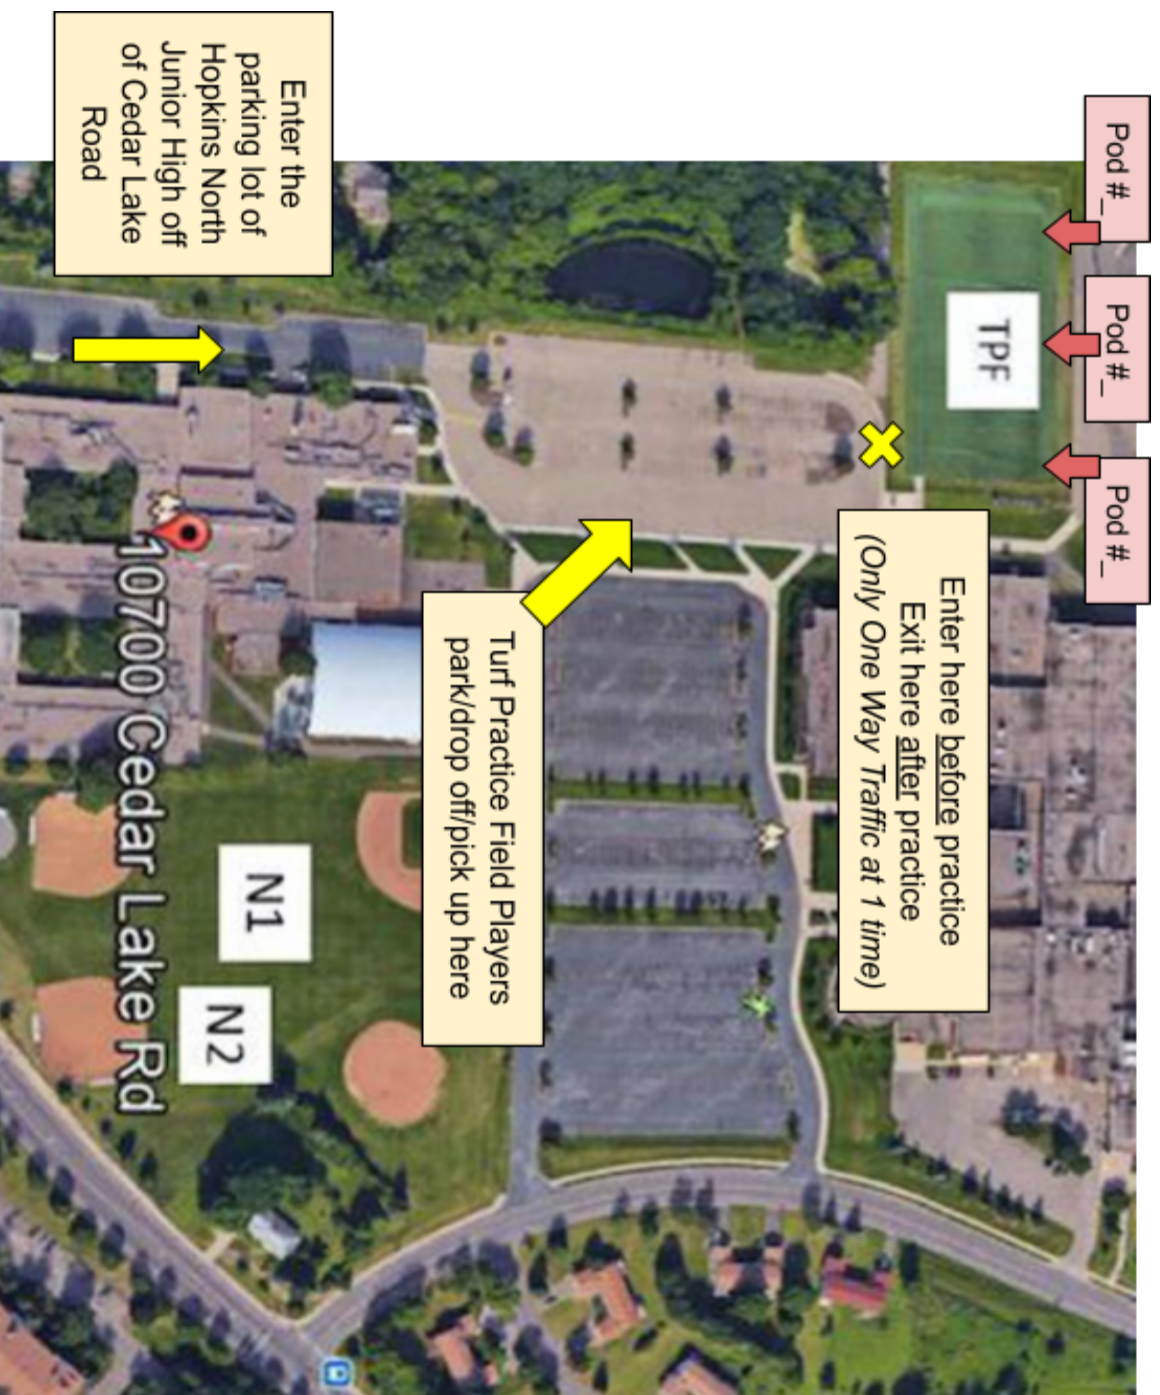 Pod #_
Pod #_
Pod #_
TPF
Enter here before practice
Exit here after practice
(Only One Way Traffic at 1 time)
Enter the
parking lot of
Hopkins North
Junior High off
of Cedar Lake
Road
Turf Practice Field Players
park/drop off/pick up here
N1
N2
10700 Cedar Lake Rd